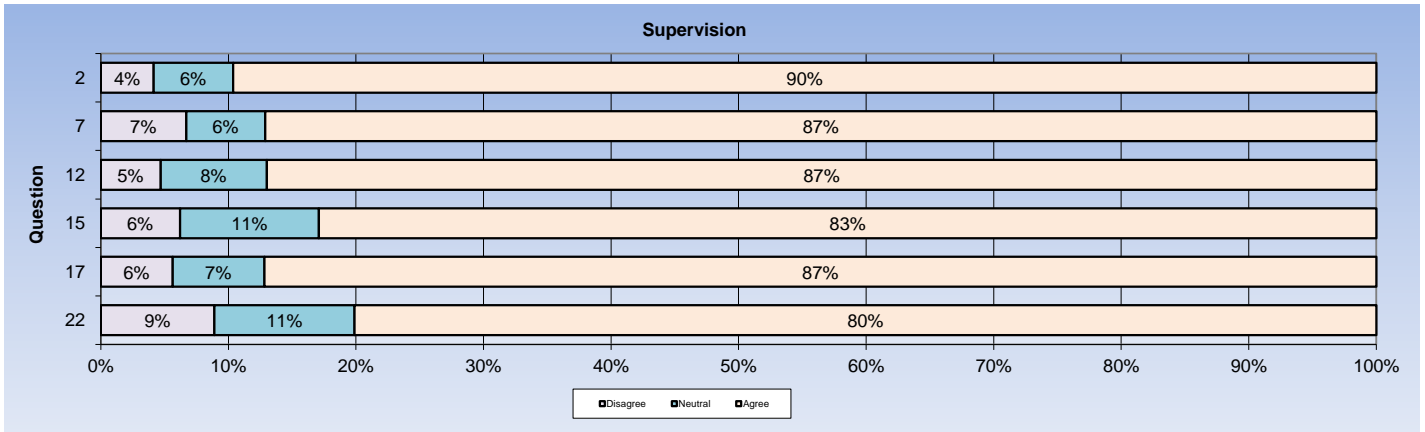 Supervision
2 4% 6% 90%
7 7% 6% 87%
12 5% 8% 87%
15 6% 11% 83%
17 6% 7% 87%
22 9% 11% 80%
Question
0% 10% 20% 30% 40% 50% 60% 70% 80% 90% 100%
Disagree Neutral Agree